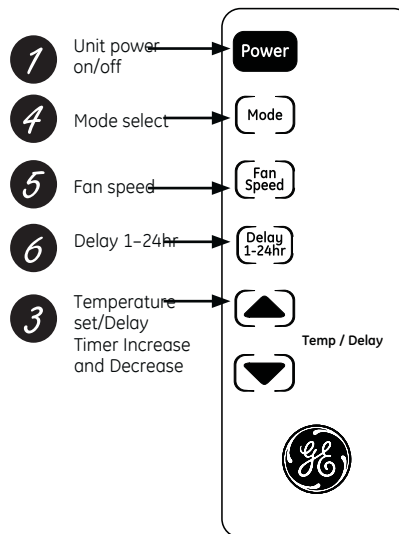 1
Unit power
on/off
Power
4
Mode select
Mode
5
Fan speed
Fan
Speed
6
Delay 1–24hr
Delay
1-24hr
3
Temperature
set/Delay
Timer Increase
and Decrease
Temp / Delay
GE